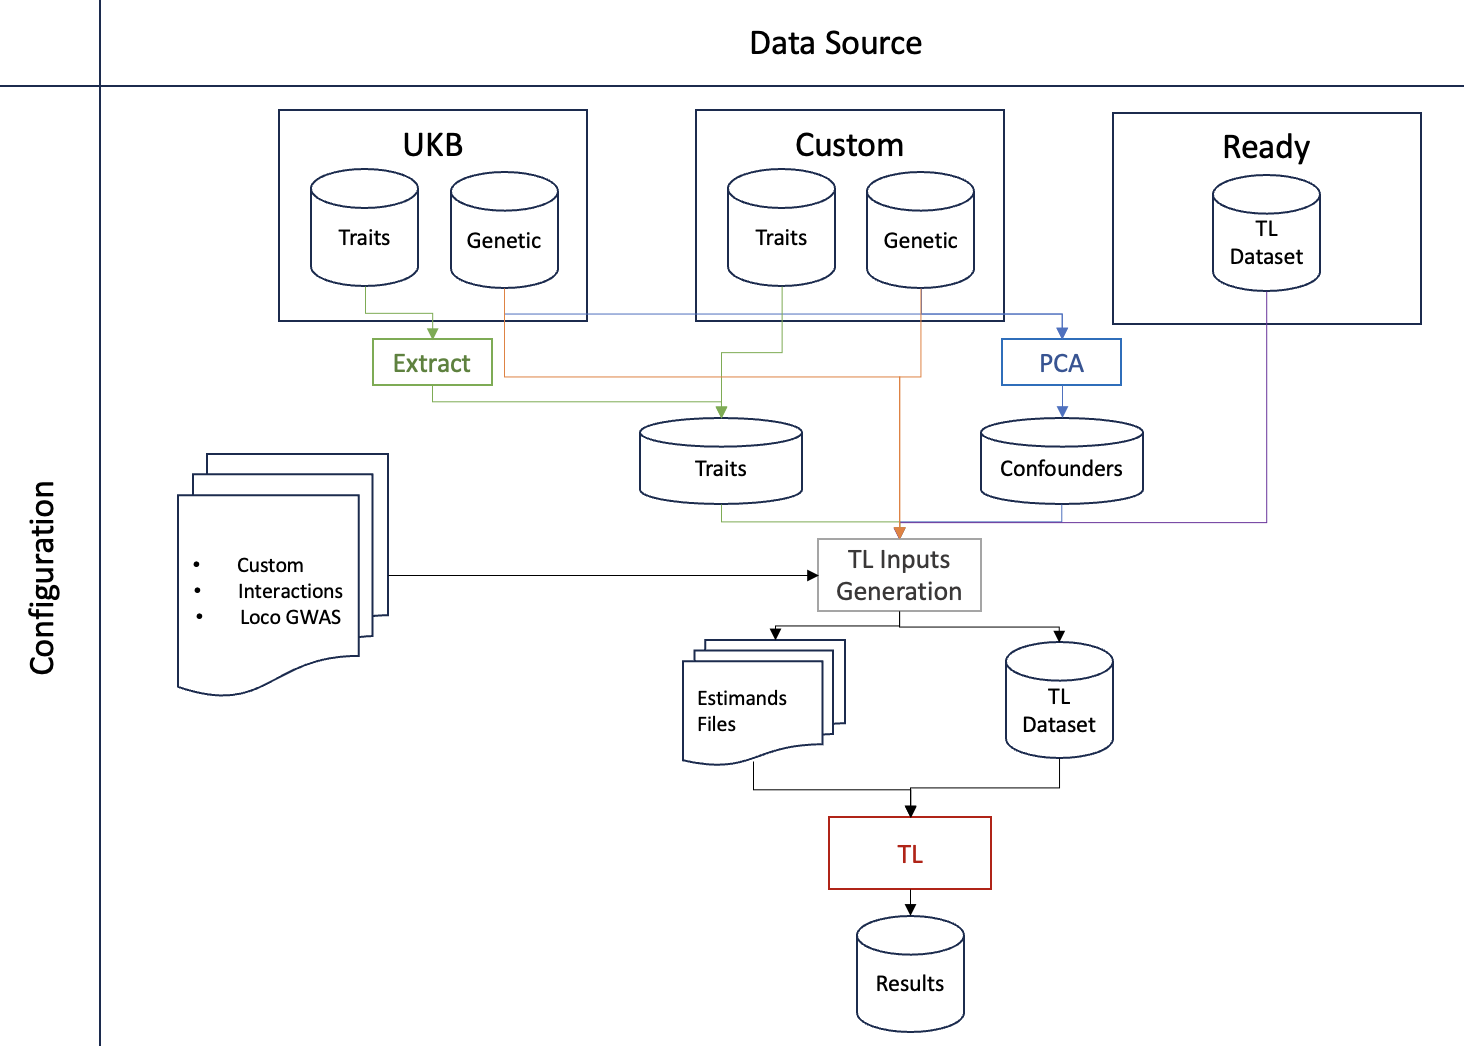 Data Source
UKB
Custom
Ready
Traits
Genetic
Traits
Genetic
TL
Dataset
Extract
PCA
Traits
Confounders
Configuration
• Custom
• Interactions
• Loco GWAS
TL Inputs
Generation
Estimands
Files
TL
Dataset
TL
Results